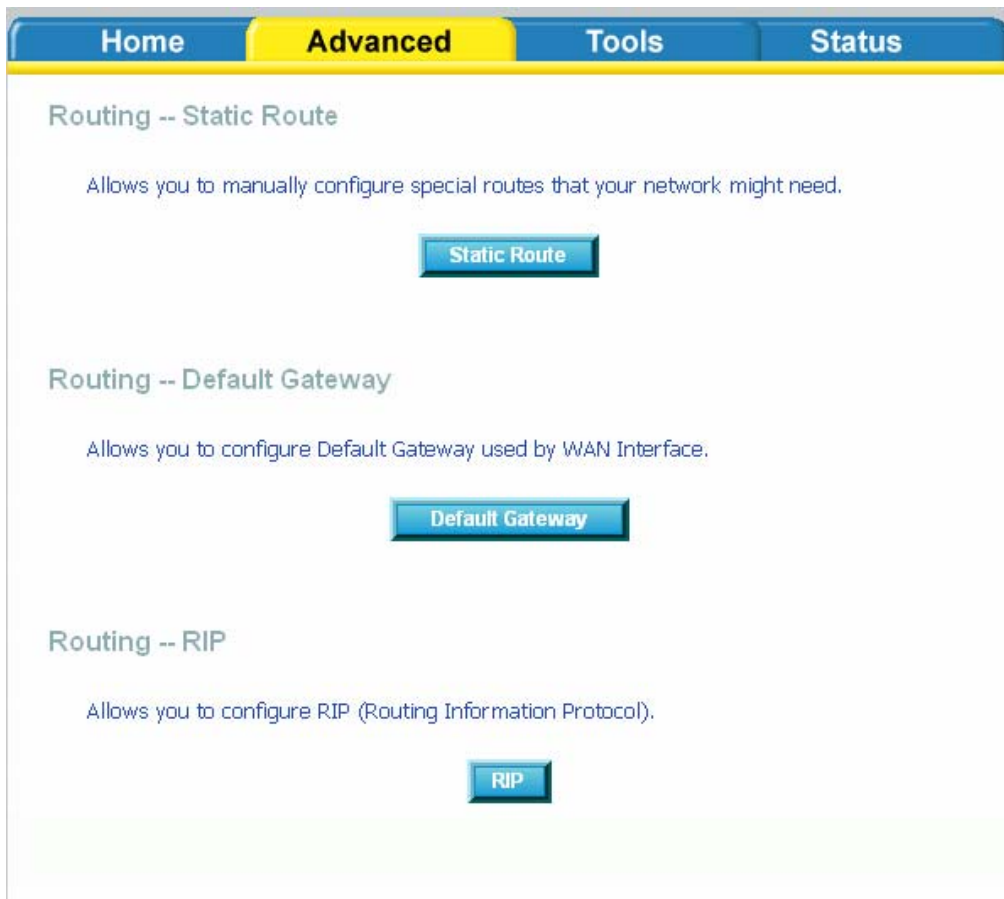 Home Advanced Tools Status
Routing -- Static Route
Allows you to manually configure special routes that your network might need.
Static Route
Routing -- Default Gateway
Allows you to configure Default Gateway used by WAN Interface.
Default Gateway
Routing -- RIP
Allows you to configure RIP (Routing Information Protocol).
RIP